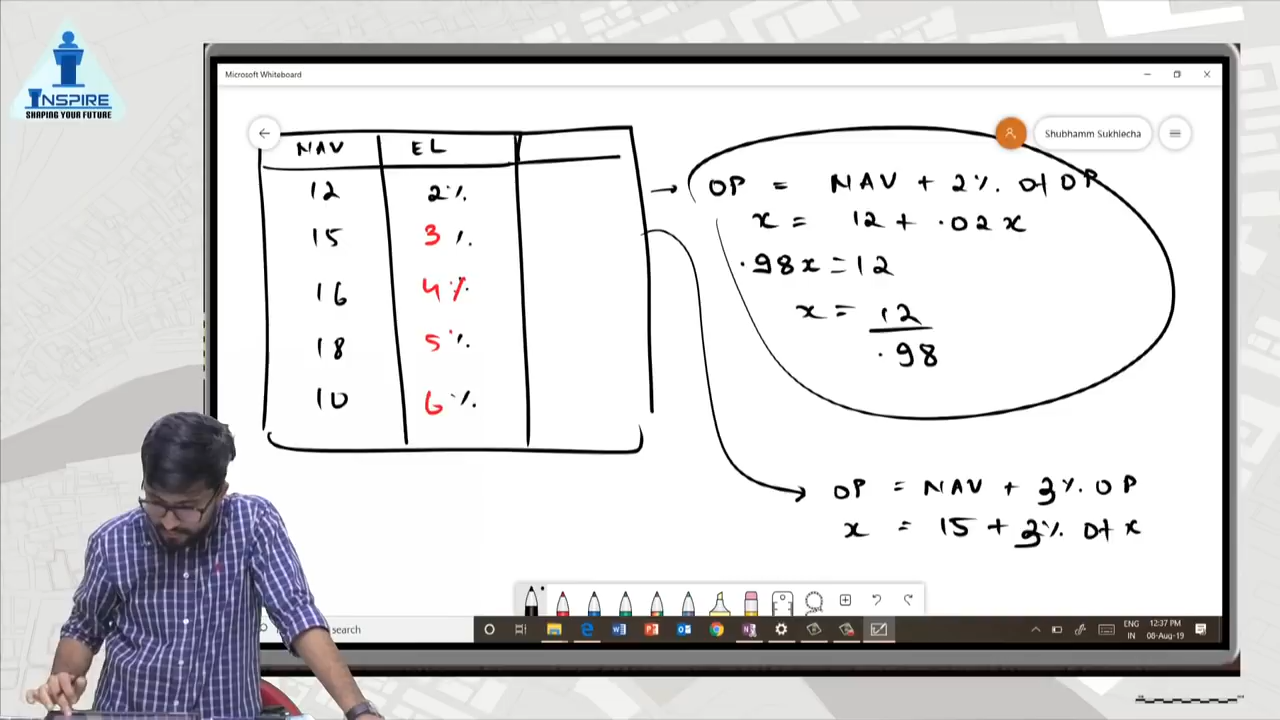 INSPIRE
SHAPING YOUR FUTURE
Microsoft Whiteboard
Shubhamm Sukhlecha
NAV EL
12 2%
15 3%
16 4%
18 5%
10 6%
OP = NAV + 2% of OP
x = 12 + .02x
.98x = 12
x = 12
.98
OP = NAV + 3% OP
x = 15 + 3% of x
search
ENG
IN
12:37 PM
08-Aug-19